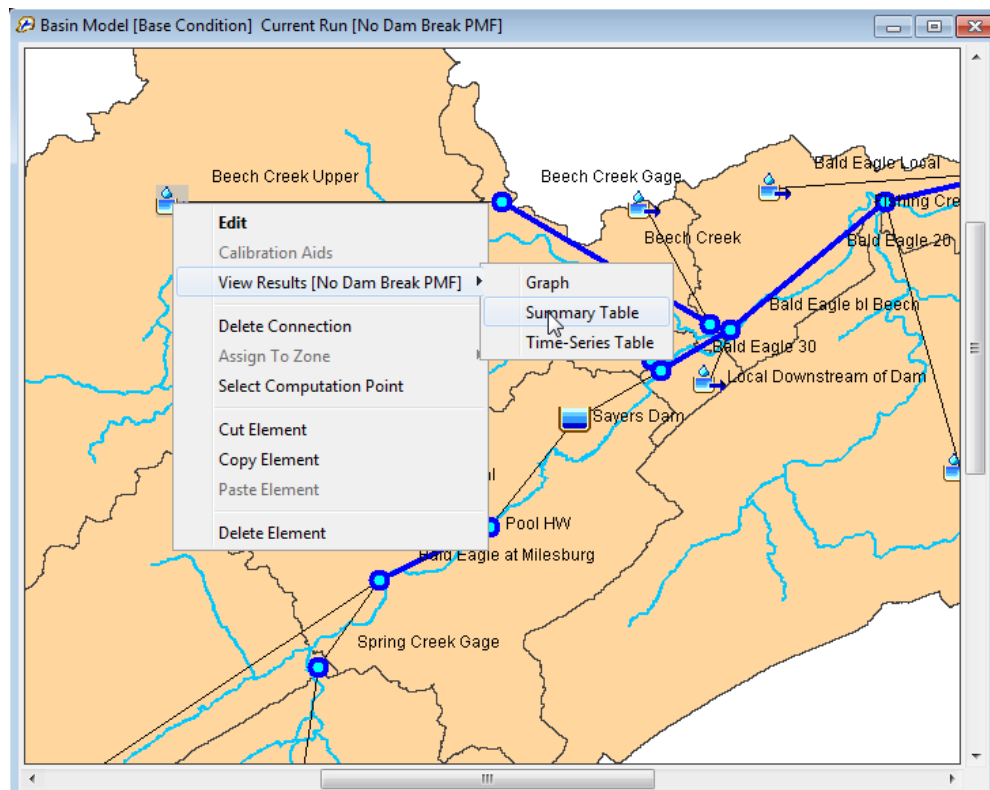 Basin Model [Base Condition] Current Run [No Dam Break PMF]
Bald Eagle Local
Beech Creek Upper
Beech Creek Gage
Fishing Cre
Edit
Beech Creek
Bald Eagle 20
Calibration Aids
View Results [No Dam Break PMF]
Graph
Bald Eagle bl Beech
Summary Table
Delete Connection
Time-Series Table
Bald Eagle 30
Assign To Zone
Local Downstream of Dam
Select Computation Point
Sayers Dam
Cut Element
Copy Element
Paste Element
Pool HW
Delete Element
Bald Eagle at Milesburg
Spring Creek Gage